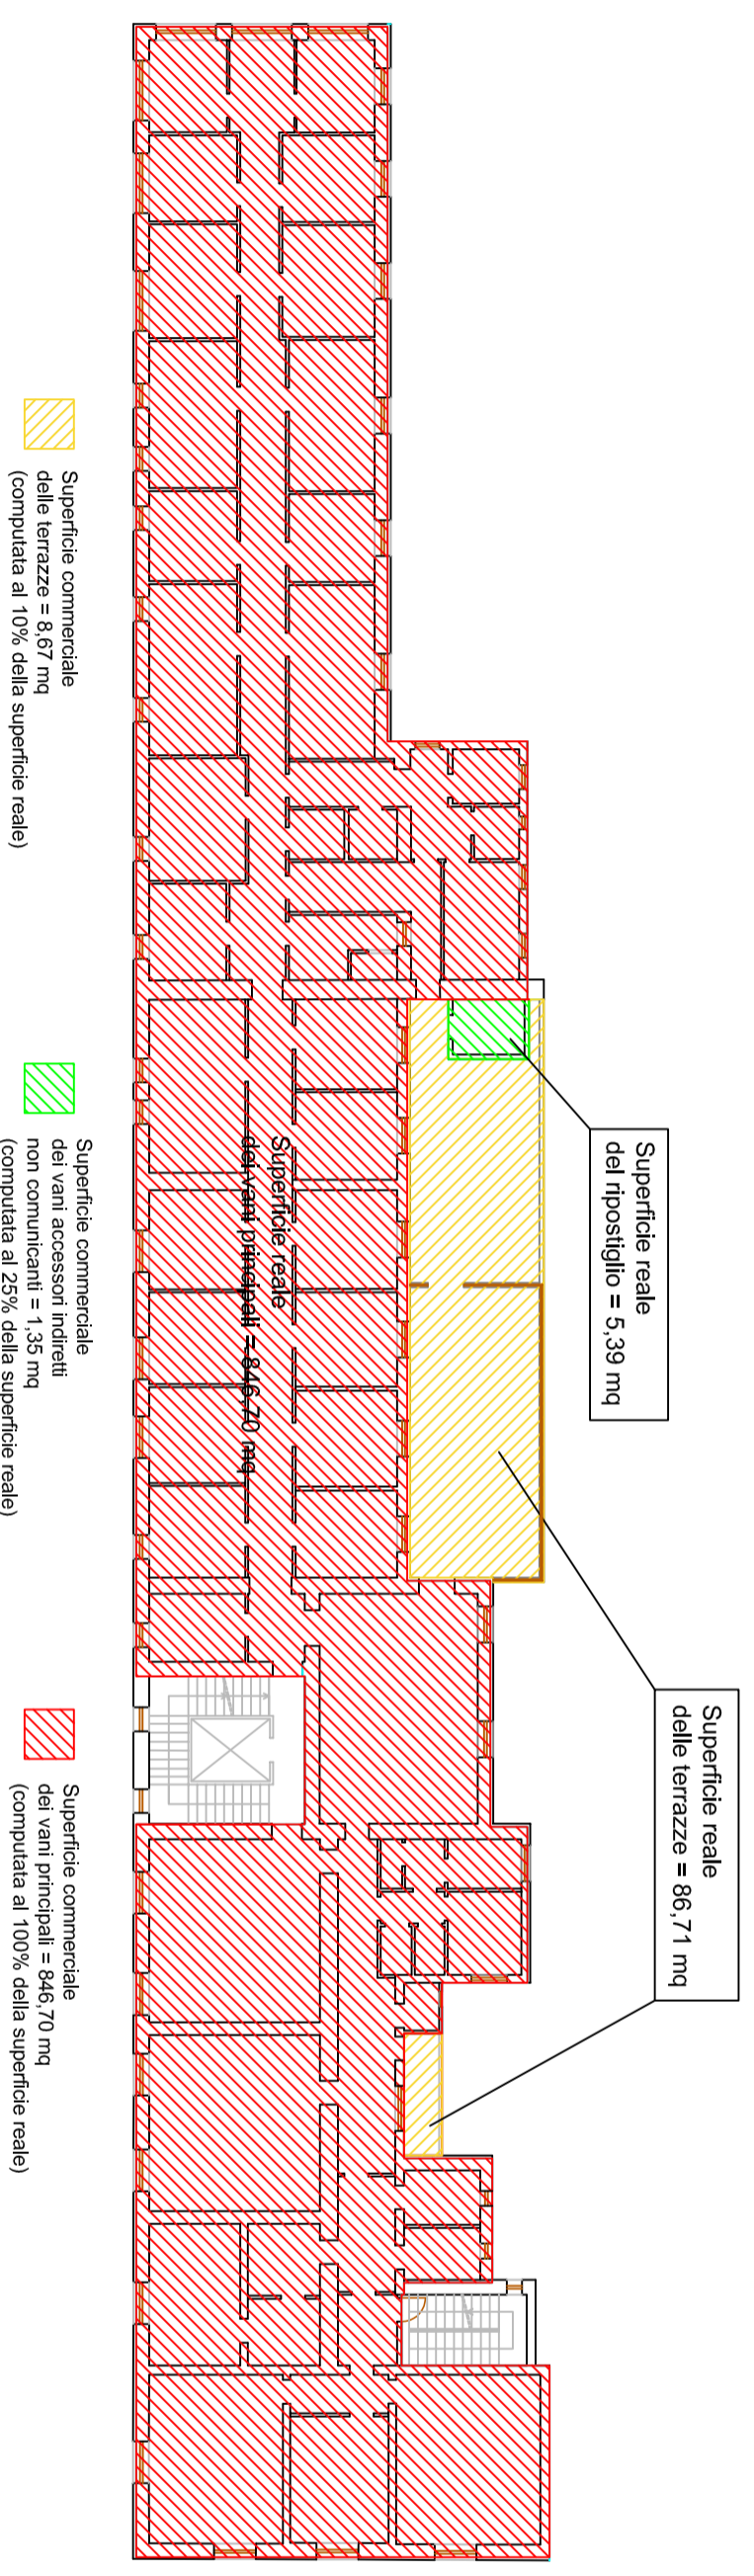 Superficie reale
delle terrazze = 86,71 mq
Superficie reale
del ripostiglio = 5,39 mq
Superficie reale
dei vani principali = 846,70 mq
Superficie commerciale
delle terrazze = 8,67 mq
(computata al 10% della superficie reale)
Superficie commerciale
dei vani accessori indiretti
non comunicanti = 1,35 mq
(computata al 25% della superficie reale)
Superficie commerciale
dei vani principali = 846,70 mq
(computata al 100% della superficie reale)